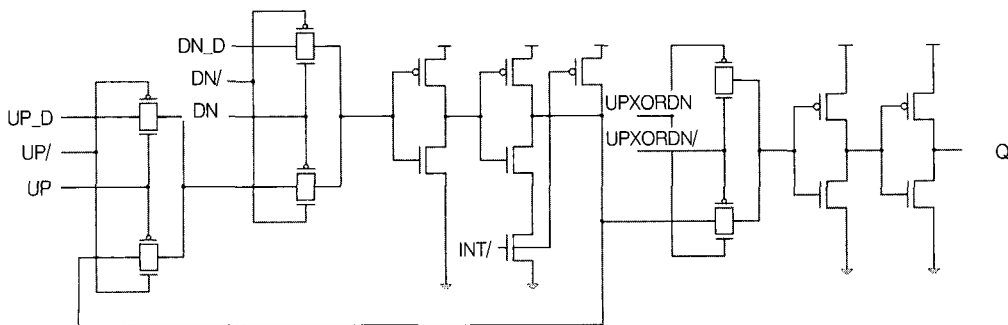 DN_D
DN/
DN
UP_D
UP/
UP
INT/
UPXORDN
UPXORDN/
Q